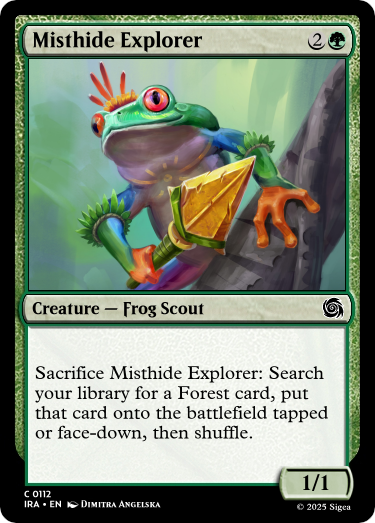 Misthide Explorer 2
Creature — Frog Scout
Sacrifice Misthide Explorer: Search
your library for a Forest card, put
that card onto the battlefield tapped
or face-down, then shuffle.
1/1
C 0112
IRA • EN Dimitra Angelska
© 2025 Sigea